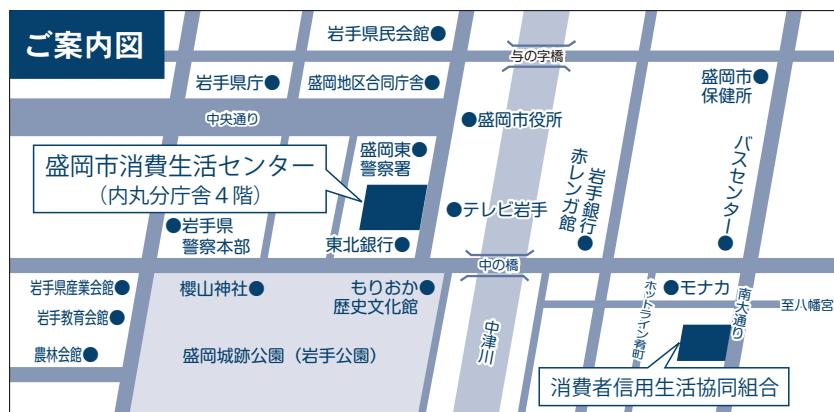 ご案内図
岩手県民会館
与の字橋
岩手県庁
盛岡地区合同庁舎
盛岡市
保健所
中央通り
盛岡市役所
盛岡東
警察署
盛岡市消費生活センター
（内丸分庁舎４階）
岩手銀行
赤レンガ館
バスセンター
テレビ岩手
岩手県
警察本部
東北銀行
中の橋
岩手県産業会館
櫻山神社
もりおか
歴史文化館
モナカ
ホットライン肴町
南大通り
至八幡宮
岩手教育会館
中津川
農林会館
盛岡城跡公園（岩手公園）
消費者信用生活協同組合